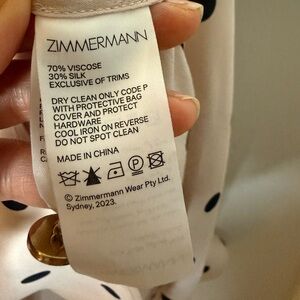 ZIMMERMANN
70% VISCOSE
30% SILK
EXCLUSIVE OF TRIMS
DRY CLEAN ONLY CODE P
WITH PROTECTIVE BAG
COVER AND PROTECT
HARDWARE
COOL IRON ON REVERSE
DO NOT SPOT CLEAN
MADE IN CHINA
© Zimmermann Wear Pty Ltd.
Sydney, 2023.